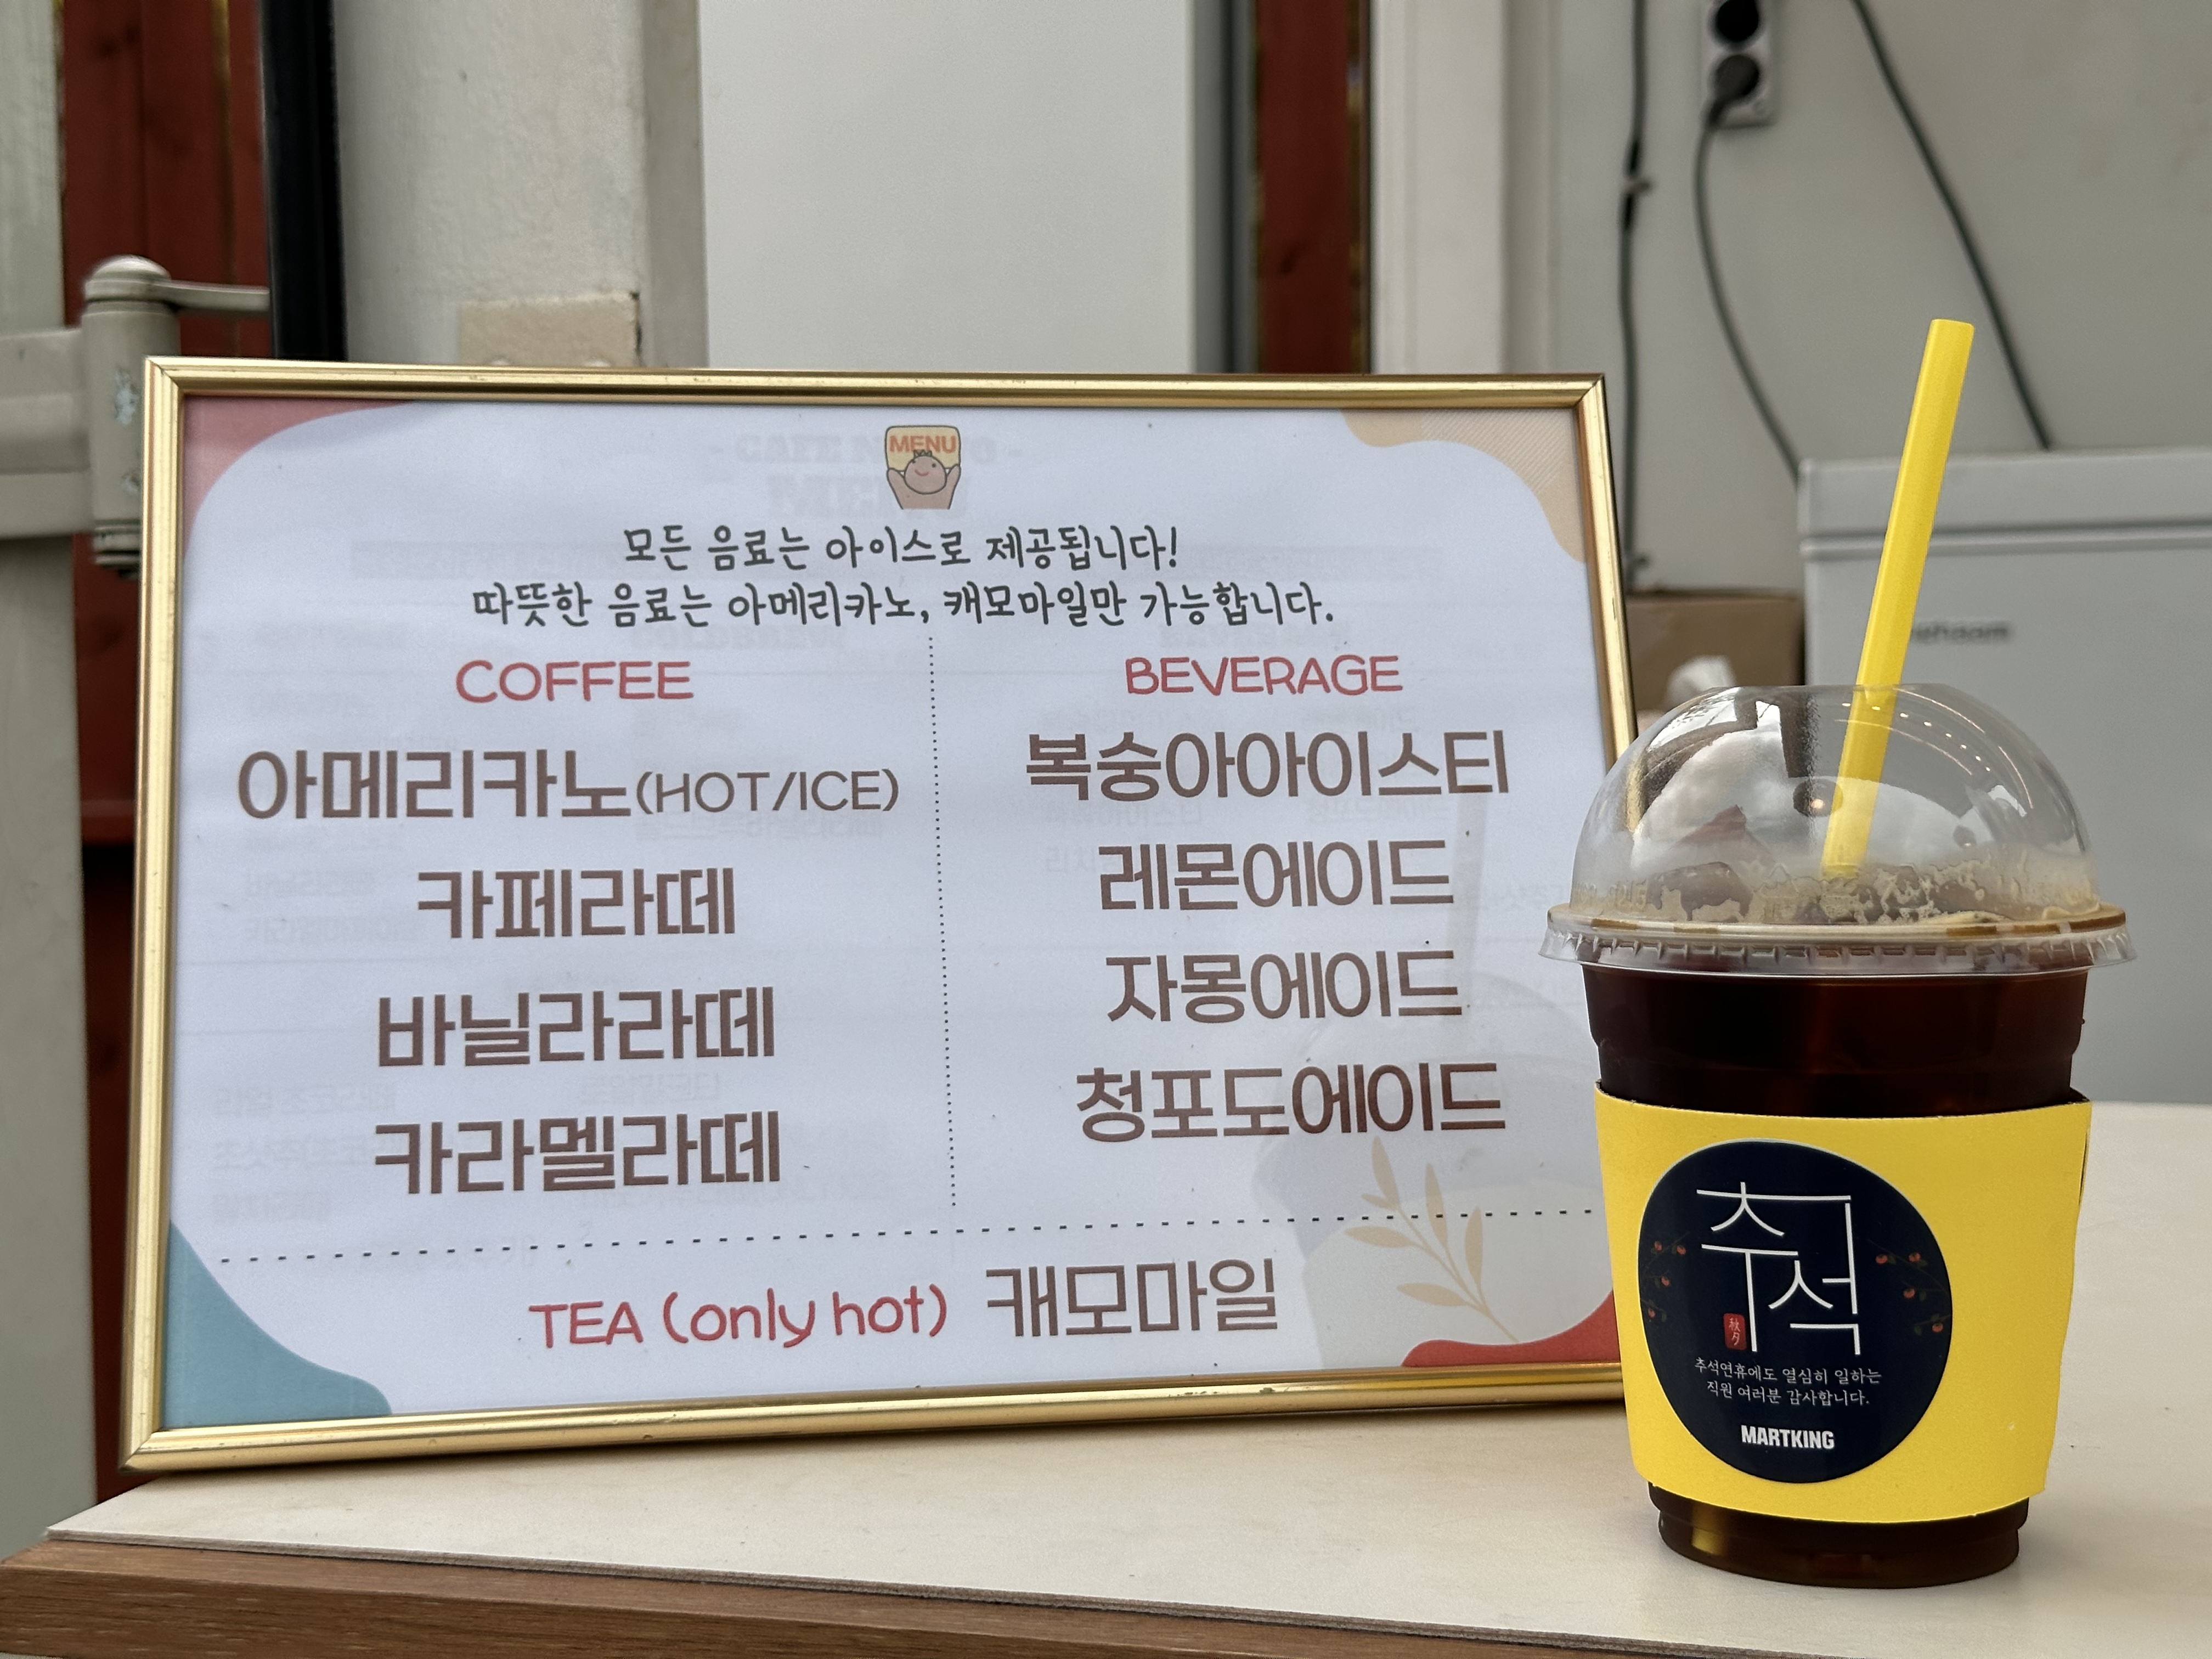 MENU
모든 음료는 아이스로 제공됩니다!
따뜻한 음료는 아메리카노, 캐모마일만 가능합니다.
COFFEE
아메리카노(HOT/ICE)
카페라떼
바닐라라떼
카라멜라떼
BEVERAGE
복숭아아이스티
레몬에이드
자몽에이드
청포도에이드
TEA (only hot) 캐모마일
추석
秋夕
추석연휴에도 열심히 일하는
직원 여러분 감사합니다.
MARTKING